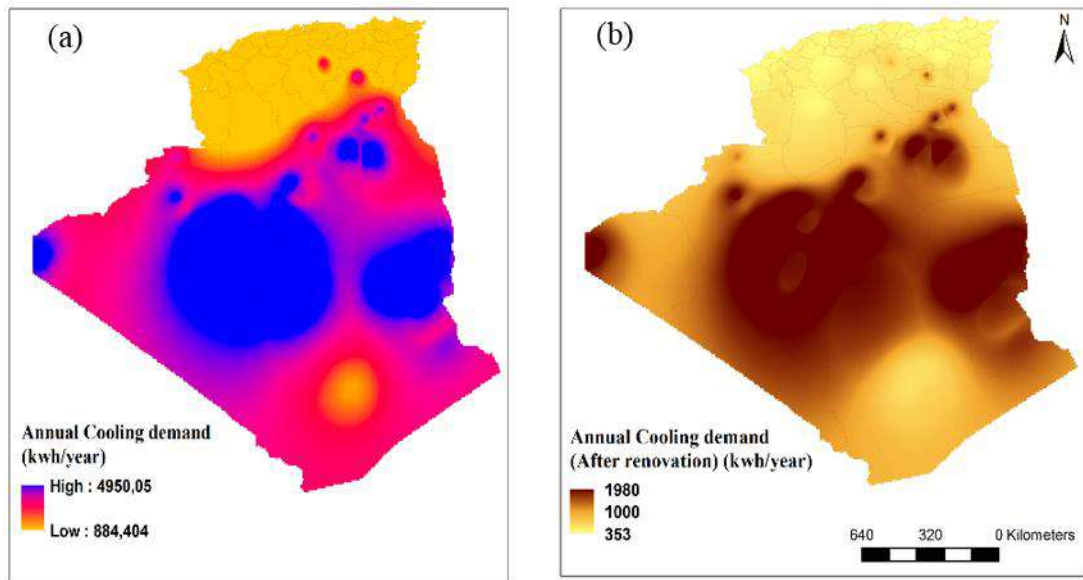 (a)
Annual Cooling demand
(kwh/year)
High : 4950,05
Low : 884,404
(b)
N
Annual Cooling demand
(After renovation) (kwh/year)
1980
1000
353
640 320 0 Kilometers